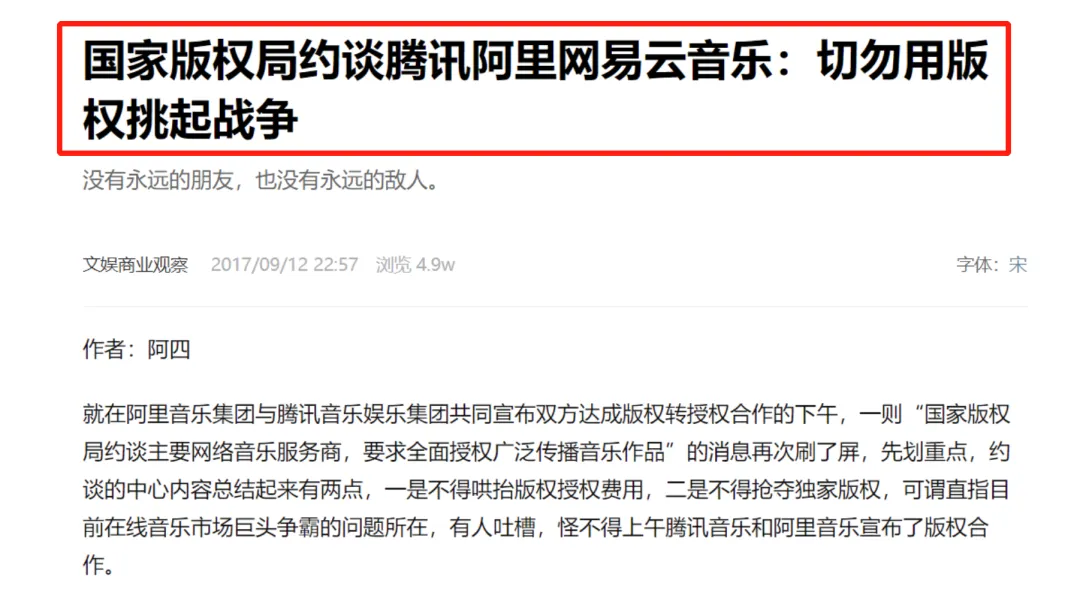 国家版权局约谈腾讯阿里网易云音乐：切勿用版
权挑起战争
没有永远的朋友，也没有永远的敌人。
文娱商业观察 2017/09/12 22:57 浏览 4.9w 字体：宋
作者：阿四
就在阿里音乐集团与腾讯音乐娱乐集团共同宣布双方达成版权转授权合作的下午，一则“国家版权
局约谈主要网络音乐服务商，要求全面授权广泛传播音乐作品”的消息再次刷了屏，先划重点，约
谈的中心内容总结起来有两点，一是不得哄抬版权授权费用，二是不得抢夺独家版权，可谓直指目
前在线音乐市场巨头争霸的问题所在，有人吐槽，怪不得上午腾讯音乐和阿里音乐宣布了版权合
作。